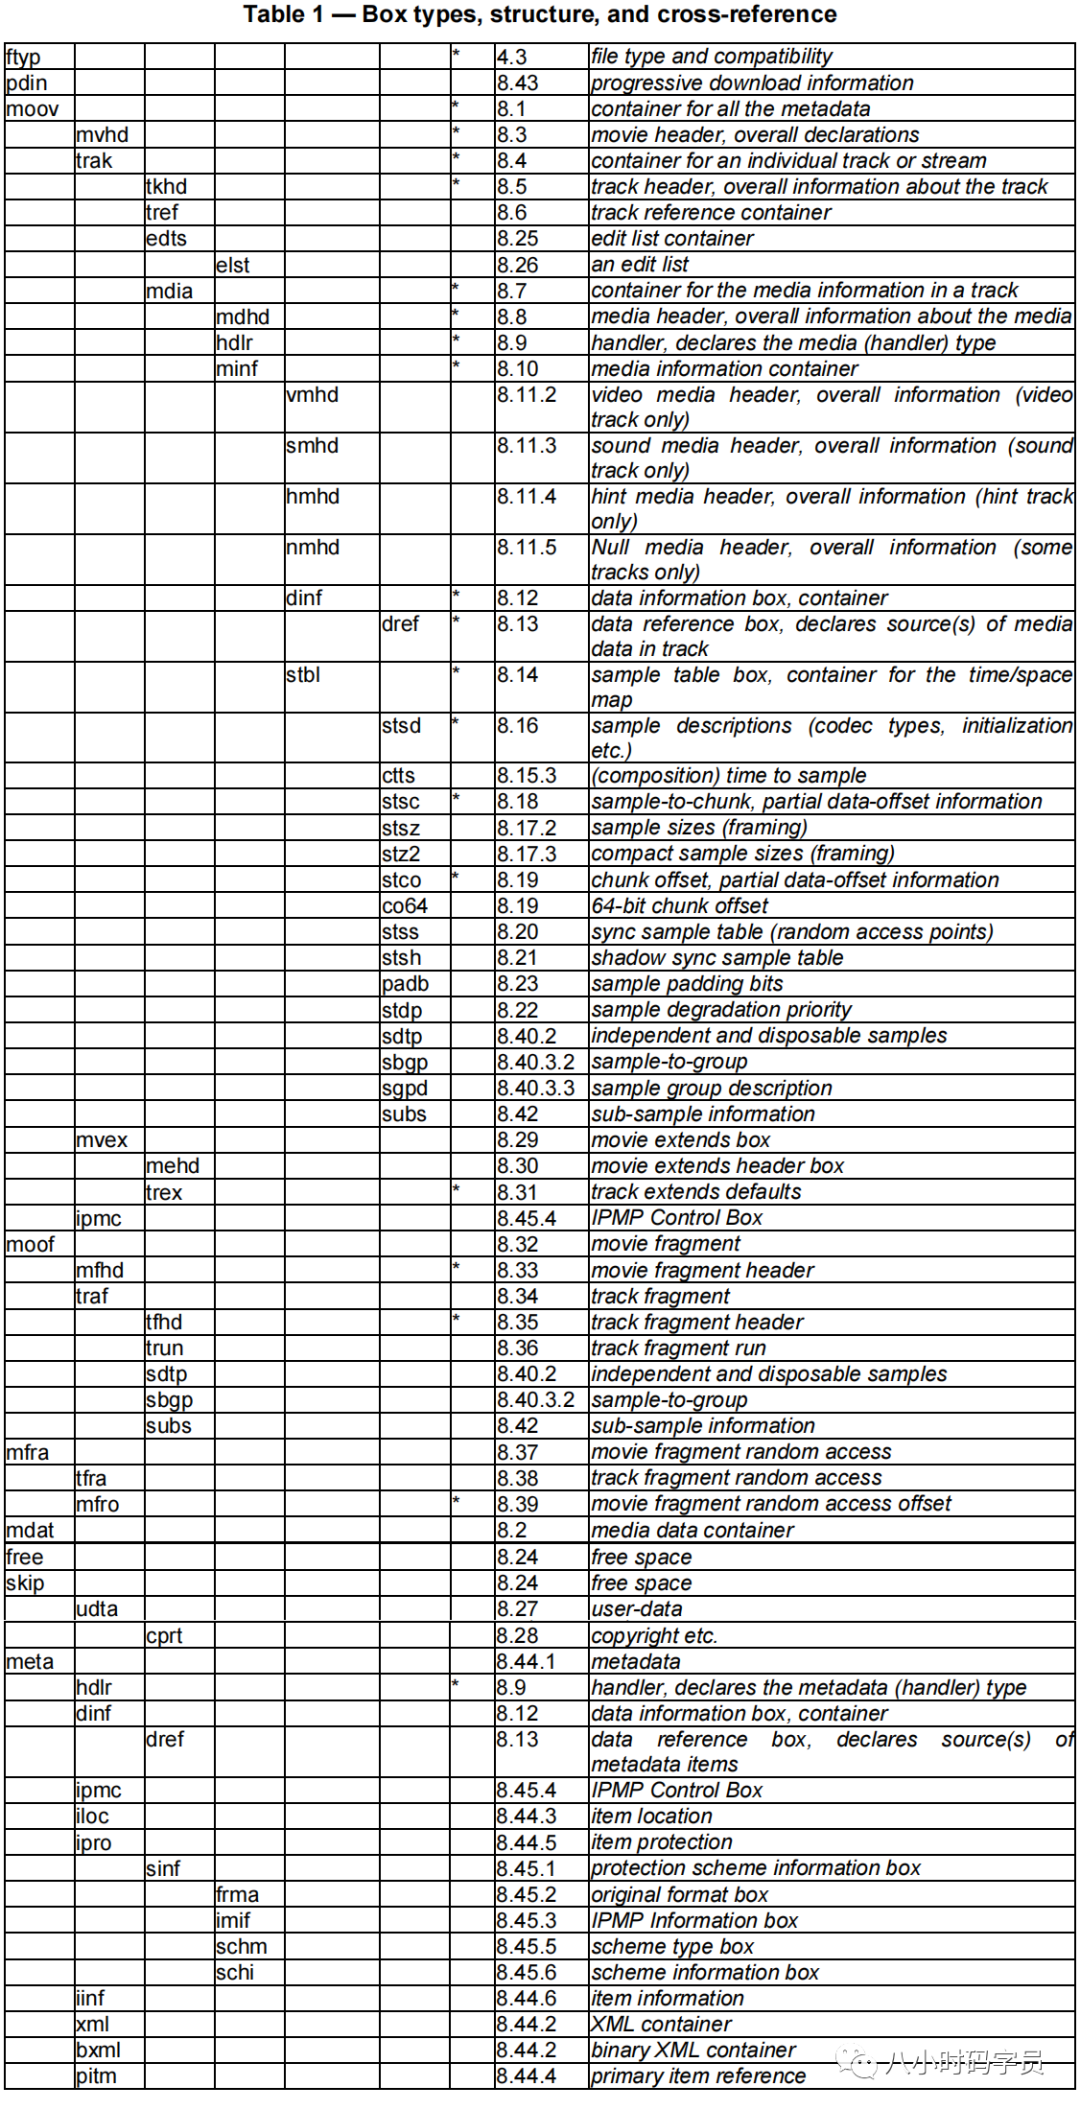 Table 1 — Box types, structure, and cross-reference
ftyp * 4.3 file type and compatibility
pdin 8.43 progressive download information
moov * 8.1 container for all the metadata
mvhd * 8.3 movie header, overall declarations
trak * 8.4 container for an individual track or stream
tkhd * 8.5 track header, overall information about the track
tref 8.6 track reference container
edts 8.25 edit list container
elst 8.26 an edit list
mdia * 8.7 container for the media information in a track
mdhd * 8.8 media header, overall information about the media
hdlr * 8.9 handler, declares the media (handler) type
minf * 8.10 media information container
vmhd 8.11.2 video media header, overall information (video
track only)
smhd 8.11.3 sound media header, overall information (sound
track only)
hmhd 8.11.4 hint media header, overall information (hint track
only)
nmhd 8.11.5 Null media header, overall information (some
tracks only)
dinf * 8.12 data information box, container
dref * 8.13 data reference box, declares source(s) of media
data in track
stbl * 8.14 sample table box, container for the time/space
map
stsd * 8.16 sample descriptions (codec types, initialization
etc.)
ctts 8.15.3 (composition) time to sample
stsc * 8.18 sample-to-chunk, partial data-offset information
stsz 8.17.2 sample sizes (framing)
stz2 8.17.3 compact sample sizes (framing)
stco * 8.19 chunk offset, partial data-offset information
co64 8.19 64-bit chunk offset
stss 8.20 sync sample table (random access points)
stsh 8.21 shadow sync sample table
padb 8.23 sample padding bits
stdp 8.22 sample degradation priority
sdtp 8.40.2 independent and disposable samples
sbgp 8.40.3.2 sample-to-group
sgpd 8.40.3.3 sample group description
subs 8.42 sub-sample information
mvex 8.29 movie extends box
mehd 8.30 movie extends header box
trex * 8.31 track extends defaults
ipmc 8.45.4 IPMP Control Box
moof 8.32 movie fragment
mfhd * 8.33 movie fragment header
traf 8.34 track fragment
tfhd * 8.35 track fragment header
trun 8.36 track fragment run
sdtp 8.40.2 independent and disposable samples
sbgp 8.40.3.2 sample-to-group
subs 8.42 sub-sample information
mfra 8.37 movie fragment random access
tfra 8.38 track fragment random access
mfro * 8.39 movie fragment random access offset
mdat 8.2 media data container
free 8.24 free space
skip 8.24 free space
udta 8.27 user-data
cprt 8.28 copyright etc.
meta 8.44.1 metadata
hdlr * 8.9 handler, declares the metadata (handler) type
dinf 8.12 data information box, container
dref 8.13 data reference box, declares source(s) of
metadata items
ipmc 8.45.4 IPMP Control Box
iloc 8.44.3 item location
ipro 8.44.5 item protection
sinf 8.45.1 protection scheme information box
frma 8.45.2 original format box
imif 8.45.3 IPMP Information box
schm 8.45.5 scheme type box
schi 8.45.6 scheme information box
iinf 8.44.6 item information
xml 8.44.2 XML container
bxml 8.44.2 binary XML container
pitm 8.44.4 primary item reference
八小时码字员